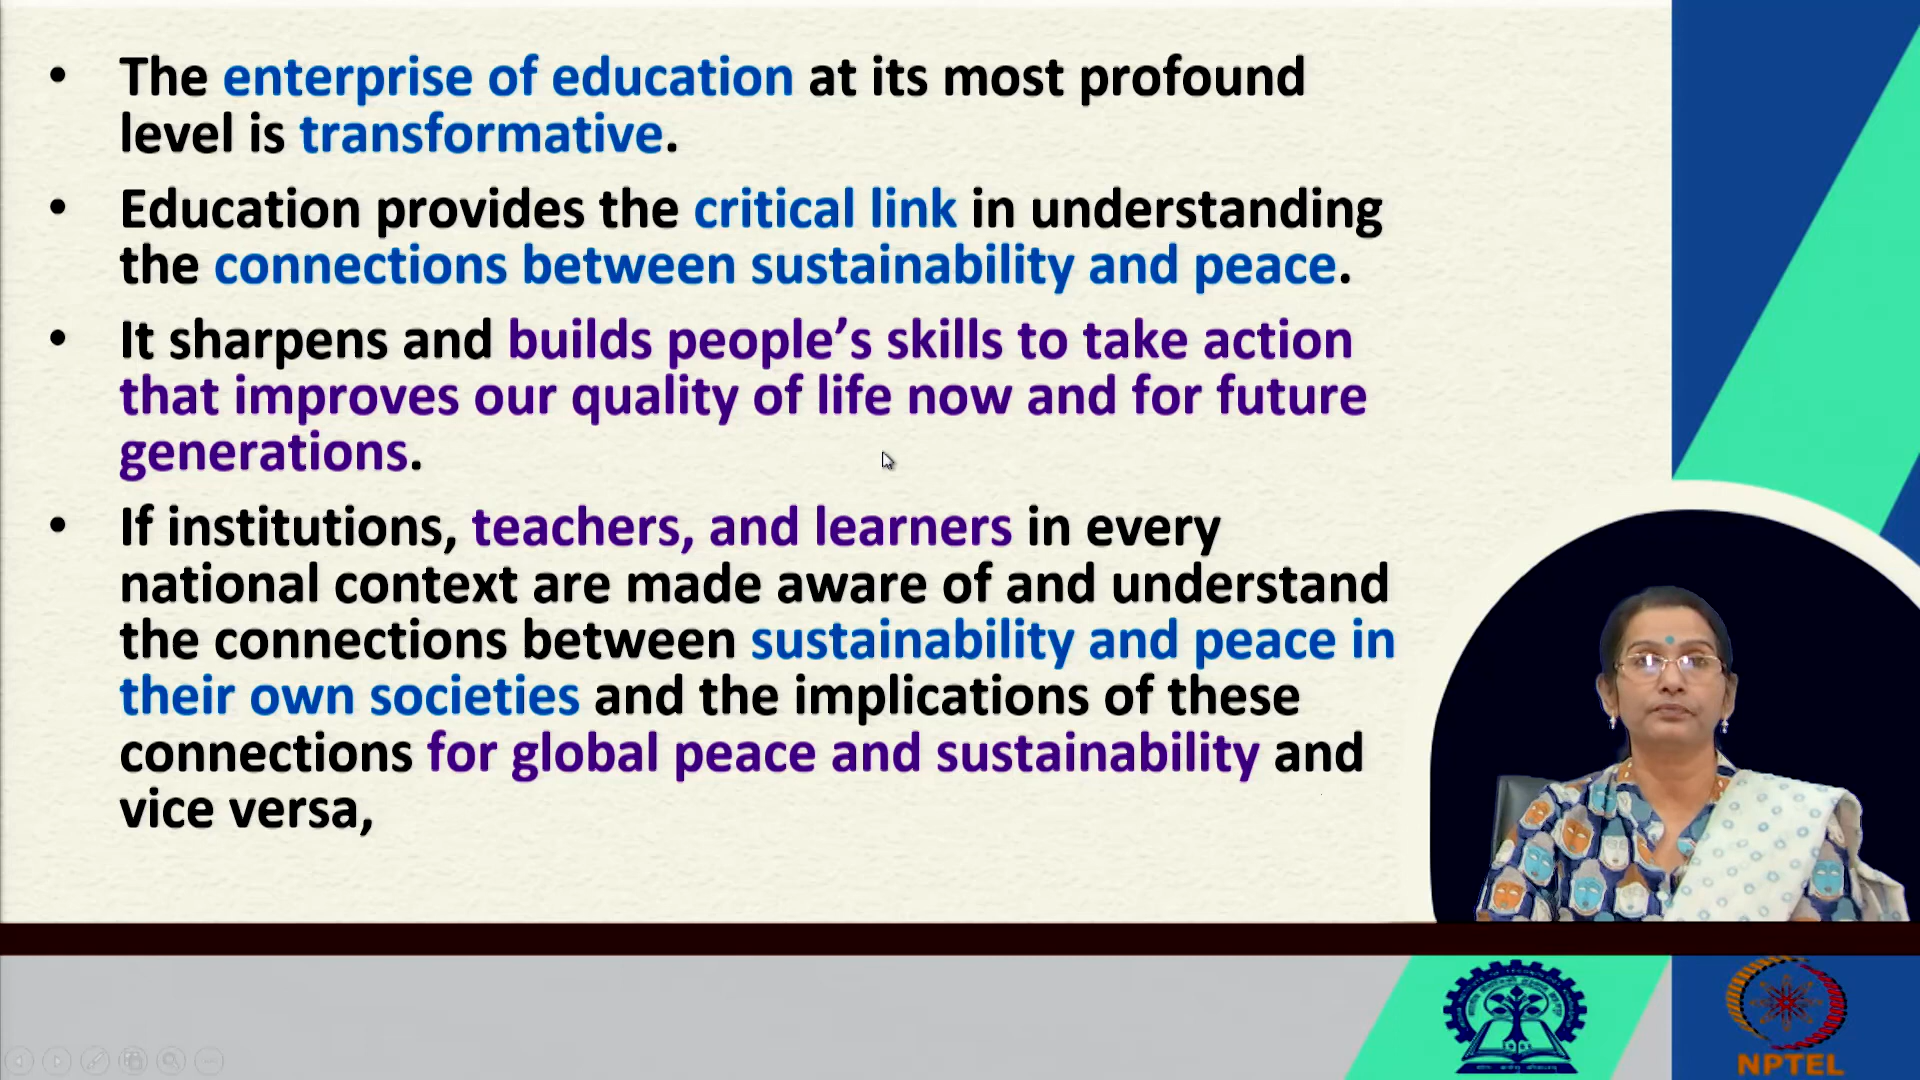 • The enterprise of education at its most profound
level is transformative.
• Education provides the critical link in understanding
the connections between sustainability and peace.
• It sharpens and builds people’s skills to take action
that improves our quality of life now and for future
generations.
• If institutions, teachers, and learners in every
national context are made aware of and understand
the connections between sustainability and peace in
their own societies and the implications of these
connections for global peace and sustainability and
vice versa,
NPTEL